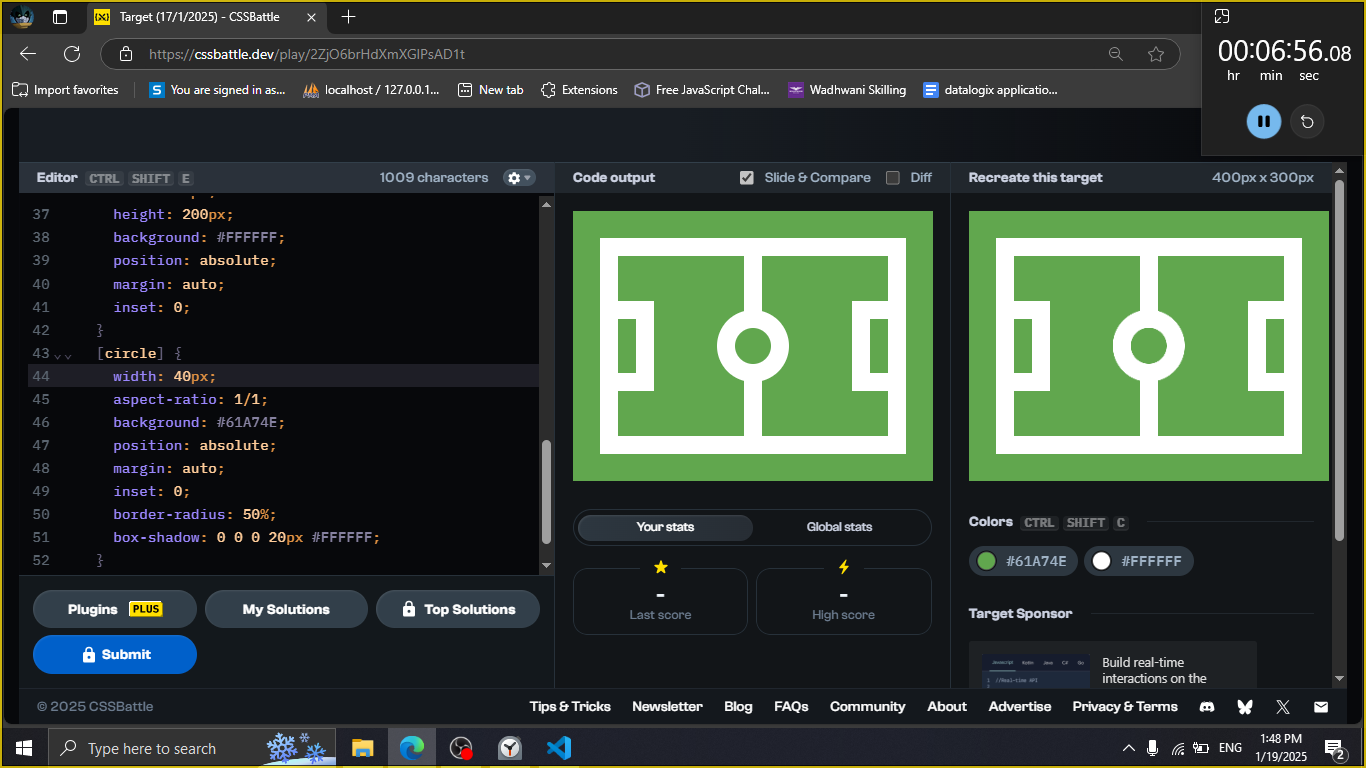 Target (17/1/2025) - CSSBattle
00:06:56.08
hr min sec
https://cssbattle.dev/play/2ZjO6brHdXmXGlPsAD1t
Import favorites
You are signed in as...
localhost / 127.0.0.1...
New tab
Extensions
Free JavaScript Chal...
Wadhwani Skilling
datalogix applicatio...
Editor CTRL SHIFT E 1009 characters
Code output Slide & Compare Diff
Recreate this target 400px x 300px
37 height: 200px;
38 background: #FFFFFF;
39 position: absolute;
40 margin: auto;
41 inset: 0;
42 }
43 [circle] {
44 width: 40px;
45 aspect-ratio: 1/1;
46 background: #61A74E;
47 position: absolute;
48 margin: auto;
49 inset: 0;
50 border-radius: 50%;
51 box-shadow: 0 0 0 20px #FFFFFF;
52 }
Plugins PLUS
My Solutions
Top Solutions
Submit
Your stats
Global stats
-
Last score
-
High score
Colors CTRL SHIFT C
#61A74E
#FFFFFF
Target Sponsor
Javascript Kotlin Java C# Go
1 //Real-time API
Build real-time
interactions on the
© 2025 CSSBattle
Tips & Tricks
Newsletter
Blog
FAQs
Community
About
Advertise
Privacy & Terms
Type here to search
ENG
1:48 PM
1/19/2025
2